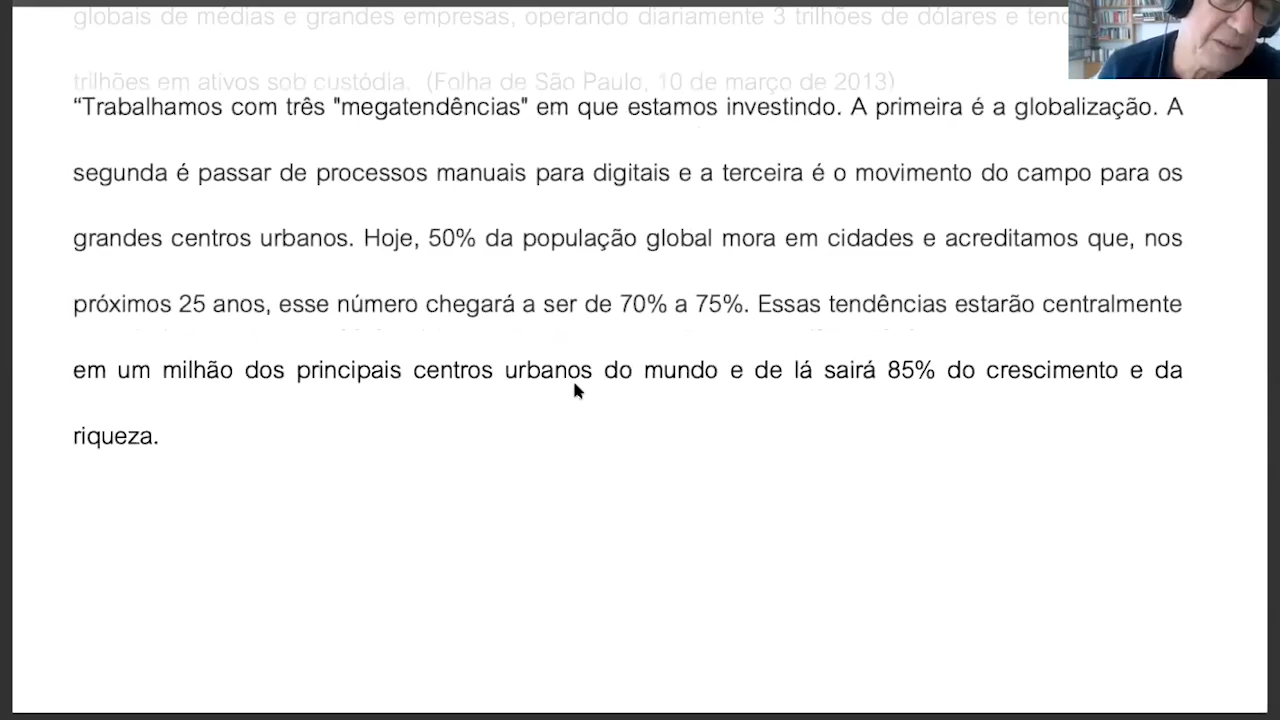 globais de médias e grandes empresas, operando diariamente 3 trilhões de dólares e
trilhões em ativos sob custódia. (Folha de São Paulo, 10 de março de 2013)
“Trabalhamos com três "megatendências" em que estamos investindo. A primeira é a globalização. A
segunda é passar de processos manuais para digitais e a terceira é o movimento do campo para os
grandes centros urbanos. Hoje, 50% da população global mora em cidades e acreditamos que, nos
próximos 25 anos, esse número chegará a ser de 70% a 75%. Essas tendências estarão centralmente
em um milhão dos principais centros urbanos do mundo e de lá sairá 85% do crescimento e da
riqueza.